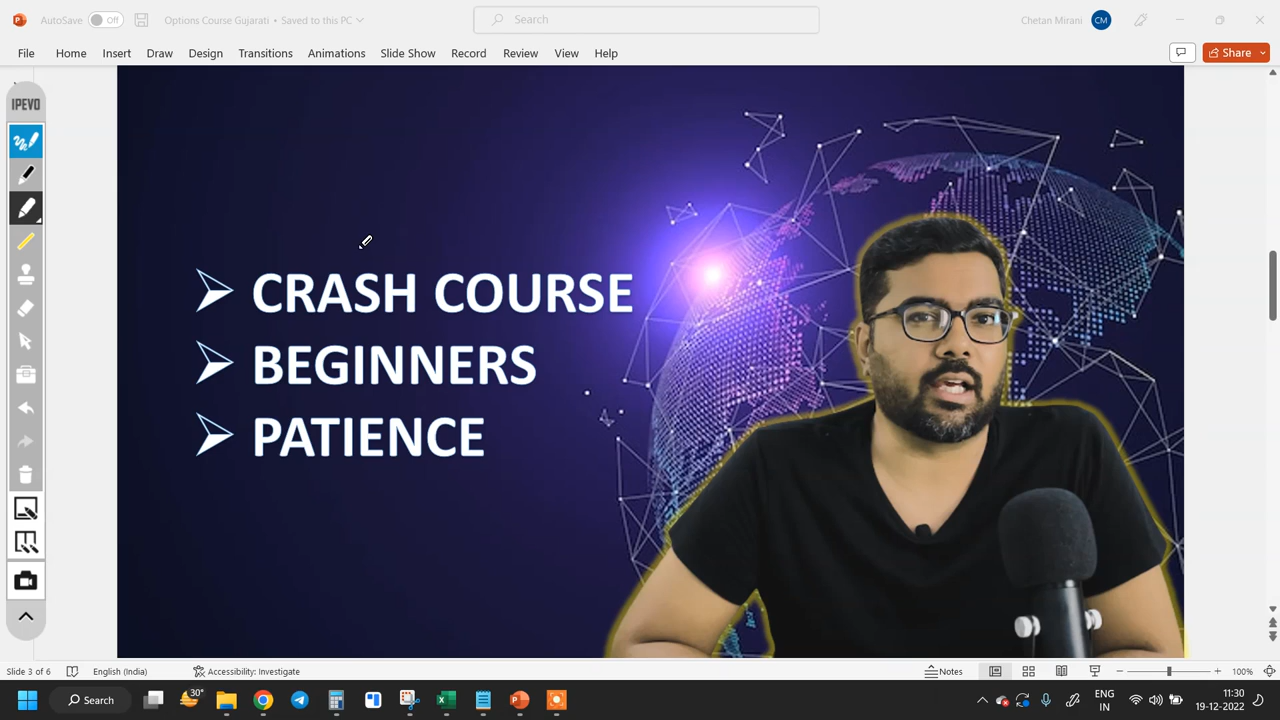 AutoSave Off Options Course Gujarati • Saved to this PC Search Chetan Mirani CM
File Home Insert Draw Design Transitions Animations Slide Show Record Review View Help Share
IPEVO
CRASH COURSE
BEGINNERS
PATIENCE
Slide 3 of 6 English (India) Accessibility: Investigate Notes 100%
30° Search ENG 11:30
IN 19-12-2022